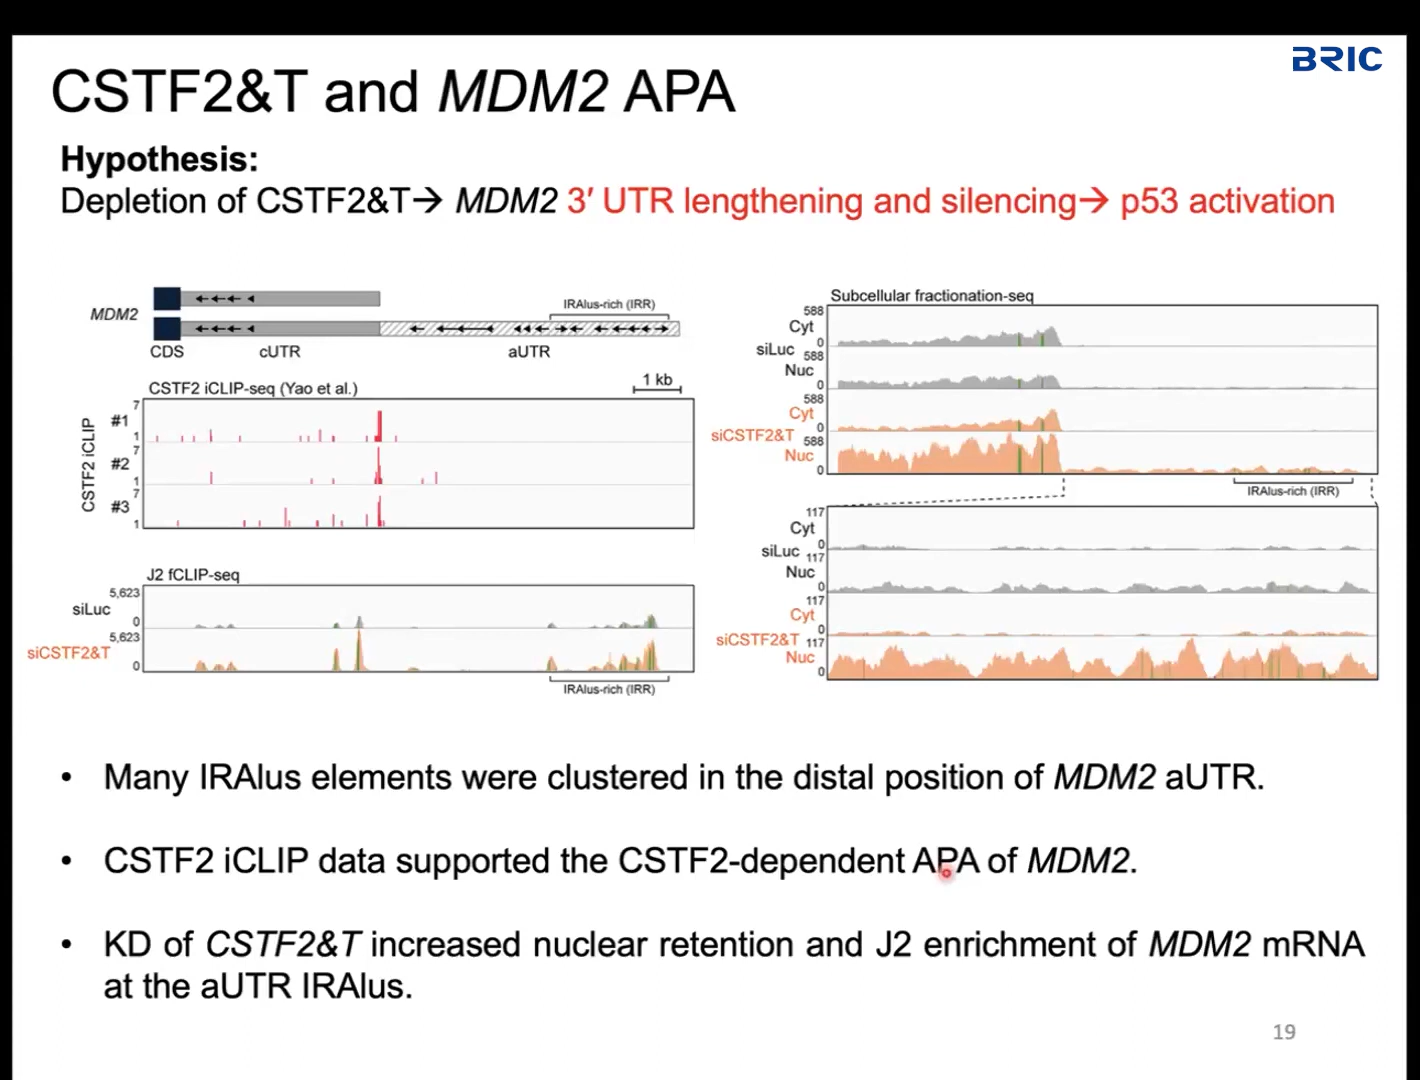 BRIC
CSTF2&T and MDM2 APA
Hypothesis:
Depletion of CSTF2&T→ MDM2 3′ UTR lengthening and silencing→ p53 activation
MDM2
IRAlus-rich (IRR)
CDS
cUTR
aUTR
1 kb
CSTF2 iCLIP-seq (Yao et al.)
CSTF2 iCLIP
7
#1
1
7
#2
1
7
#3
1
J2 fCLIP-seq
5,623
siLuc
0
5,623
siCSTF2&T
0
IRAlus-rich (IRR)
Subcellular fractionation-seq
588
Cyt
0
siLuc
588
Nuc
0
588
Cyt
0
siCSTF2&T
588
Nuc
0
IRAlus-rich (IRR)
117
Cyt
0
siLuc
117
Nuc
0
117
Cyt
0
siCSTF2&T
117
Nuc
0
• Many IRAlus elements were clustered in the distal position of MDM2 aUTR.
• CSTF2 iCLIP data supported the CSTF2-dependent APA of MDM2.
• KD of CSTF2&T increased nuclear retention and J2 enrichment of MDM2 mRNA
at the aUTR IRAlus.
19